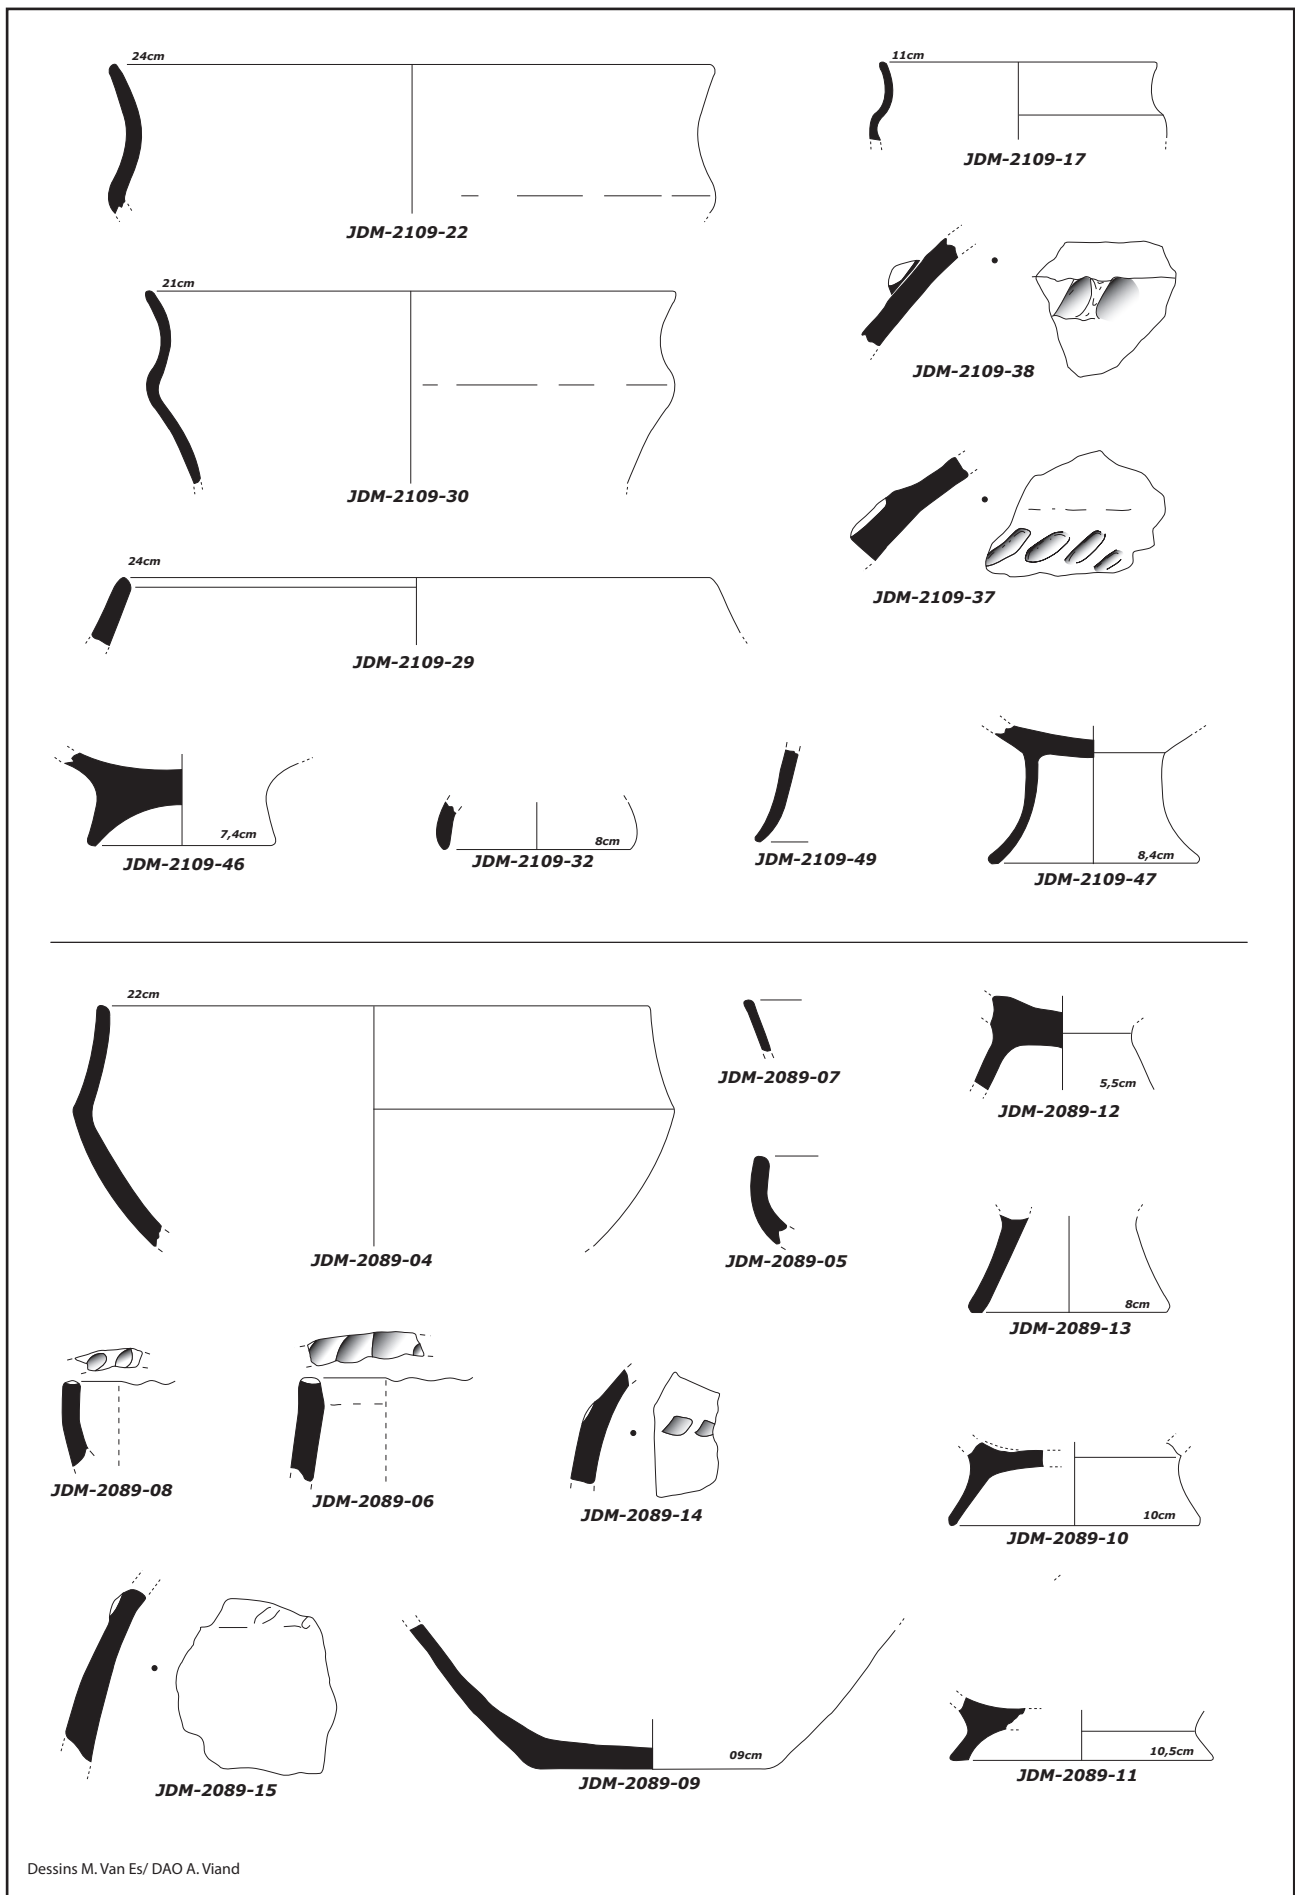 24cm
JDM-2109-22
11cm
JDM-2109-17
21cm
JDM-2109-30
JDM-2109-38
JDM-2109-37
24cm
JDM-2109-29
7,4cm
JDM-2109-46
8cm
JDM-2109-32
JDM-2109-49
8,4cm
JDM-2109-47
22cm
JDM-2089-04
JDM-2089-07
JDM-2089-05
5,5cm
JDM-2089-12
8cm
JDM-2089-13
JDM-2089-08
JDM-2089-06
JDM-2089-14
10cm
JDM-2089-10
JDM-2089-15
09cm
JDM-2089-09
10,5cm
JDM-2089-11
Dessins M. Van Es/ DAO A. Viand